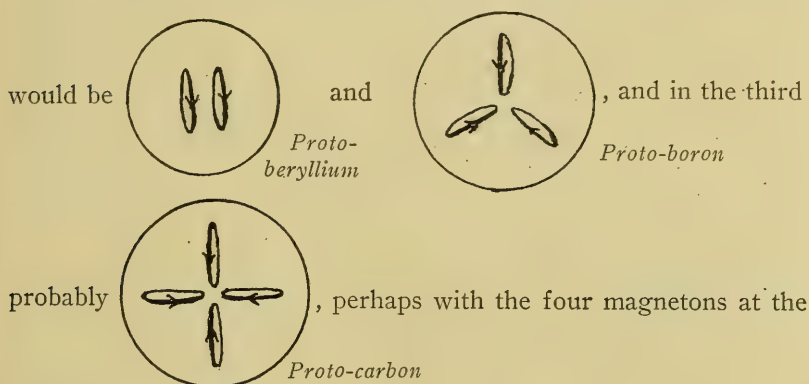 would be and , and in the third
Proto-
beryllium
Proto-boron
probably , perhaps with the four magnetons at the
Proto-carbon